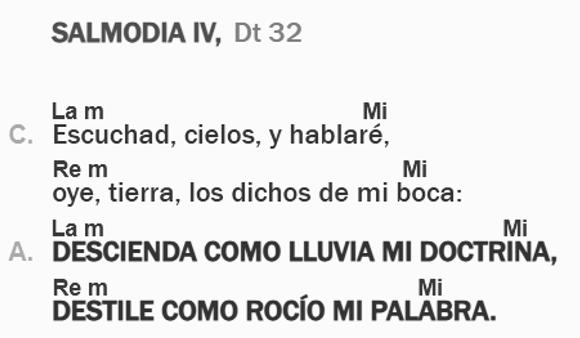 SALMODIA IV, Dt 32
La m Mi
C. Escuchad, cielos, y hablaré,
Re m Mi
oye, tierra, los dichos de mi boca:
La m Mi
A. DESCIENDA COMO LLUVIA MI DOCTRINA,
Re m Mi
DESTILE COMO ROCÍO MI PALABRA.